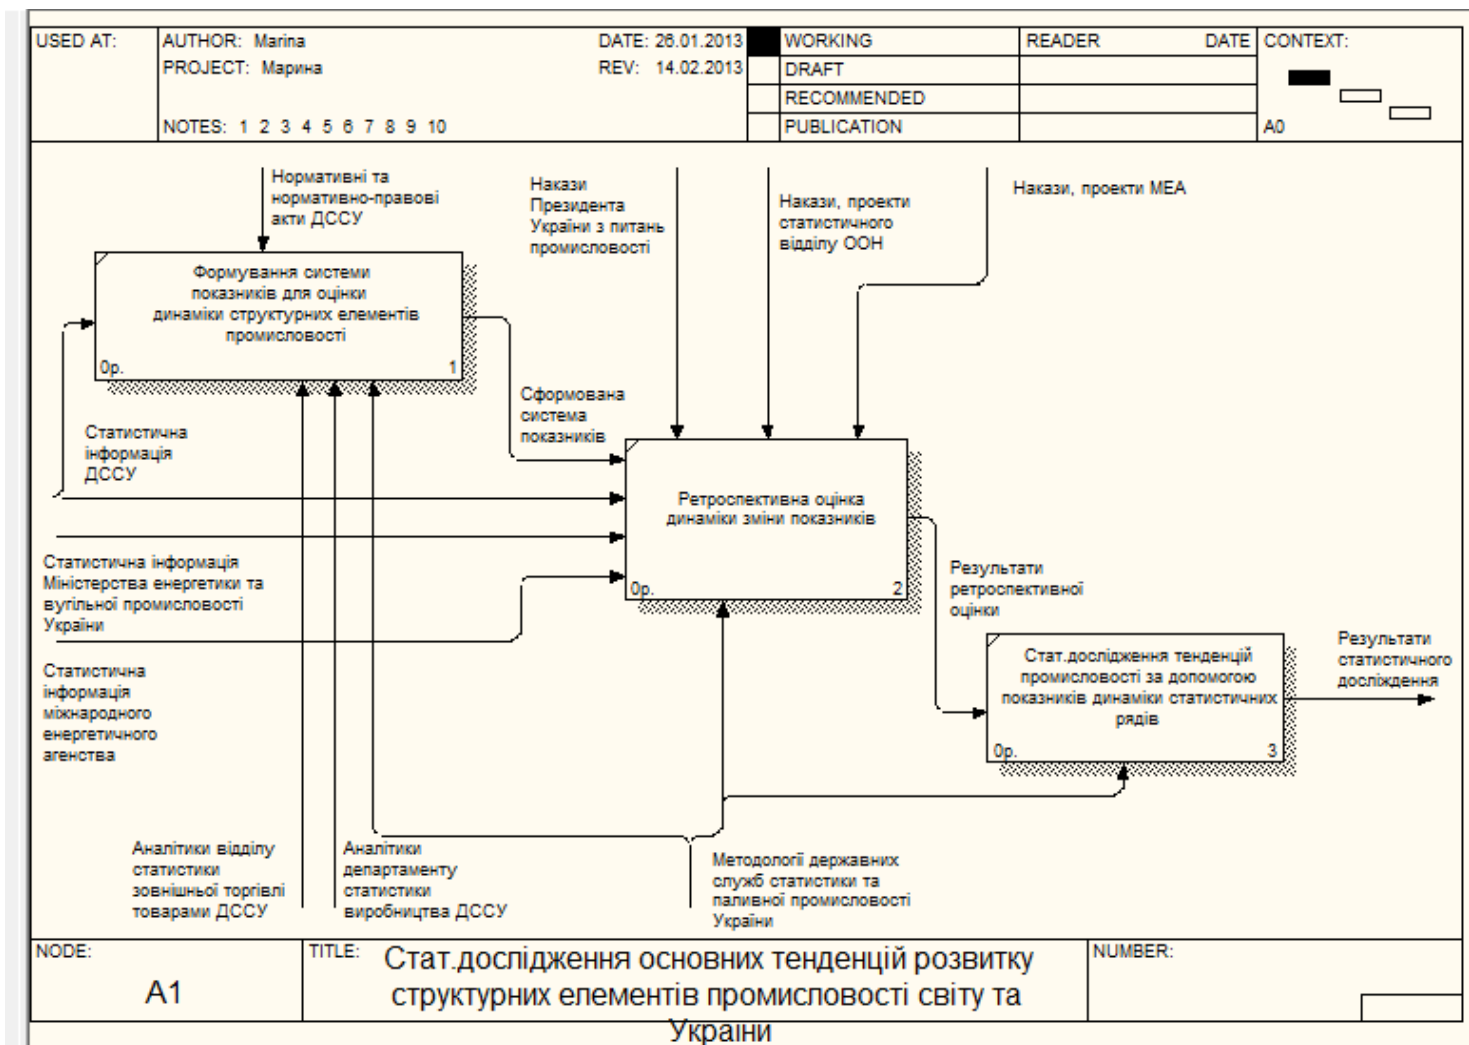 USED AT:
AUTHOR: Marina
DATE: 26.01.2013
PROJECT: Марина
REV: 14.02.2013
NOTES: 1 2 3 4 5 6 7 8 9 10
WORKING
DRAFT
RECOMMENDED
PUBLICATION
READER
DATE
CONTEXT:
A0
Нормативні та
нормативно-правові
акти ДССУ
Накази
Президента
України з питань
промисловості
Накази, проекти
статистичного
відділу ООН
Накази, проекти МЕА
Формування системи
показників для оцінки
динаміки структурних елементів
промисловості
0р.
1
Статистична
інформація
ДССУ
Сформована
система
показників
Ретроспективна оцінка
динаміки зміни показників
0р.
2
Статистична інформація
Міністерства енергетики та
вугільної промисловості
України
Статистична
інформація
міжнародного
енергетичного
агенства
Результати
ретроспективної
оцінки
Стат.дослідження тенденцій
промисловості за допомогою
показників динаміки статистичних
рядів
0р.
3
Результати
статистичного
досліждення
Аналітики відділу
статистики
зовнішньої торгівлі
товарами ДССУ
Аналітики
департаменту
статистики
виробництва ДССУ
Методології державних
служб статистики та
паливної промисловості
України
NODE:
A1
TITLE:
Стат.дослідження основних тенденцій розвитку
структурних елементів промисловості світу та
України
NUMBER: